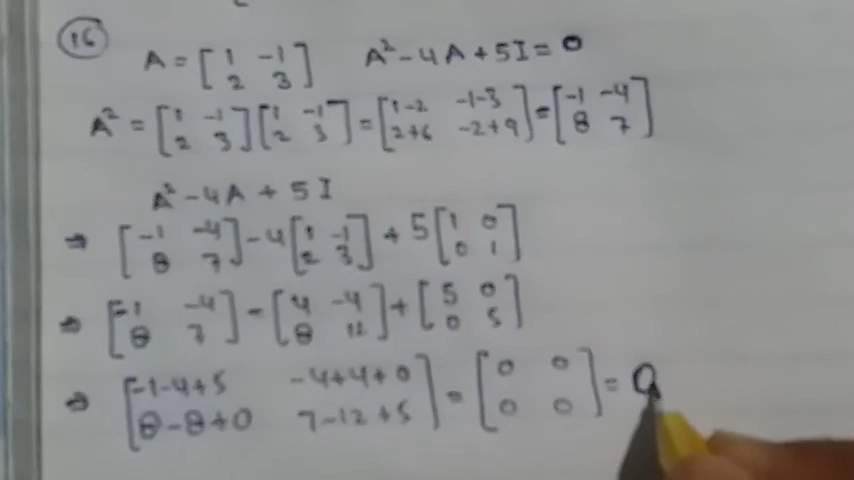 16
A = [1 -1; 2 3] A² - 4A + 5I = 0
A² = [1 -1; 2 3] [1 -1; 2 3] = [1-2 -1-3; 2+6 -2+9] = [-1 -4; 8 7]
A² - 4A + 5I
⇒ [-1 -4; 8 7] - 4 [1 -1; 2 3] + 5 [1 0; 0 1]
⇒ [-1 -4; 8 7] - [4 -4; 8 12] + [5 0; 0 5]
⇒ [-1-4+5 -4+4+0; 8-8+0 7-12+5] = [0 0; 0 0] = 0